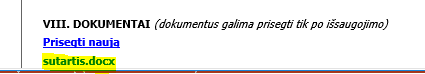 VIII. DOKUMENTAI (dokumentus galima prisegti tik po išsaugojimo)
Prisegti naują
sutartis.docx